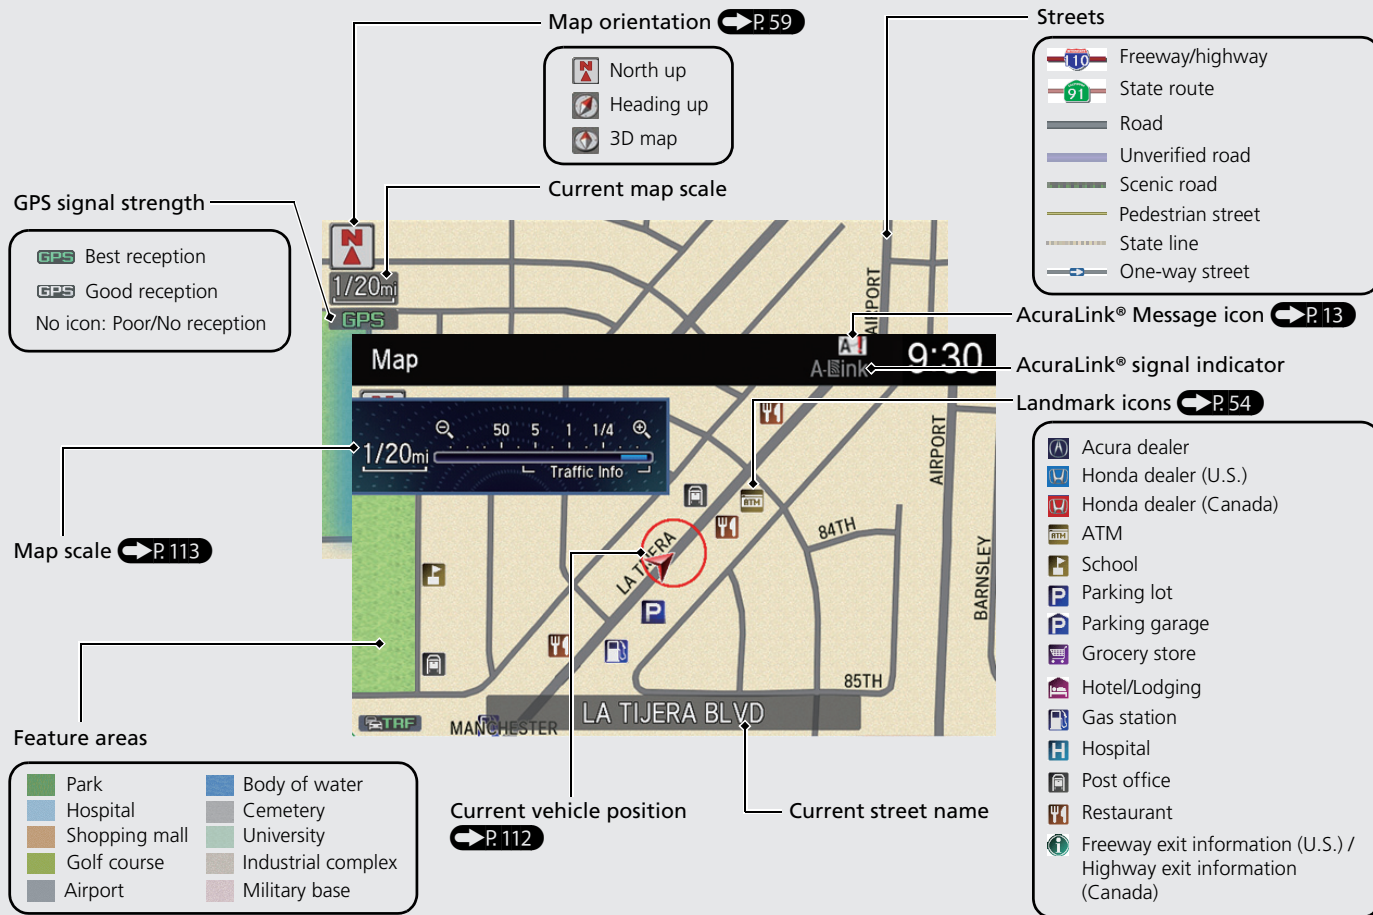 Map orientation P. 59
North up
Heading up
3D map
Current map scale
GPS signal strength
GPS Best reception
GPS Good reception
No icon: Poor/No reception
Streets
110 Freeway/highway
91 State route
Road
Unverified road
Scenic road
Pedestrian street
State line
One-way street
AcuraLink® Message icon P. 13
AcuraLink® signal indicator
Landmark icons P. 54
Acura dealer
Honda dealer (U.S.)
Honda dealer (Canada)
ATM ATM
School
P Parking lot
P Parking garage
Grocery store
Hotel/Lodging
Gas station
H Hospital
Post office
Restaurant
Freeway exit information (U.S.) /
Highway exit information
(Canada)
N
1/20mi
GPS
AIRPORT
Map
A !
A-Link
9:30
50 5 1 1/4
1/20mi
Traffic Info
ATM
AIRPORT
84TH
LA TIJERA
BARNSLEY
P
85TH
TRF
MANCHESTER
LA TIJERA BLVD
Map scale P. 113
Feature areas
Park
Hospital
Shopping mall
Golf course
Airport
Body of water
Cemetery
University
Industrial complex
Military base
Current vehicle position
P. 112
Current street name